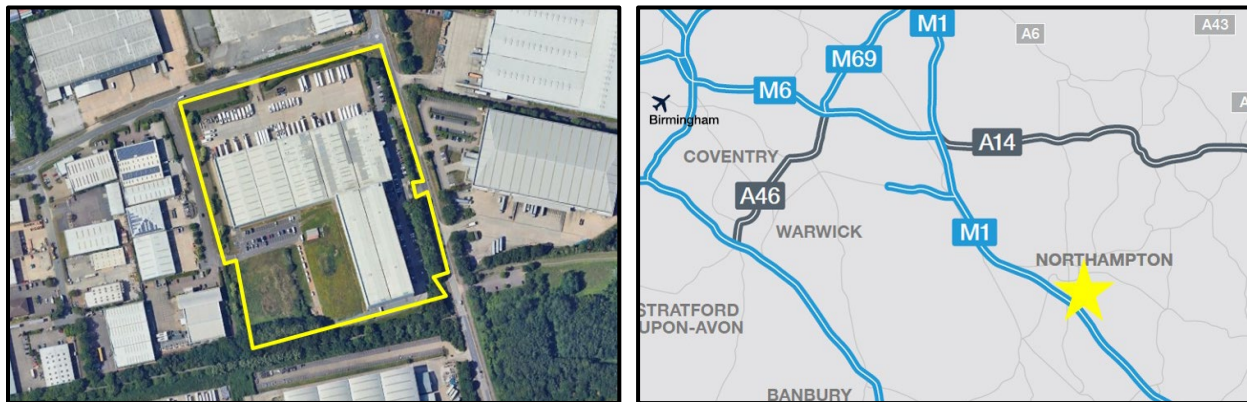 M1
A6
A43
M69
M6
A
Birmingham
A14
COVENTRY
A46
WARWICK
M1
NORTHAMPTON
STRATFORD
UPON-AVON
BANBURY